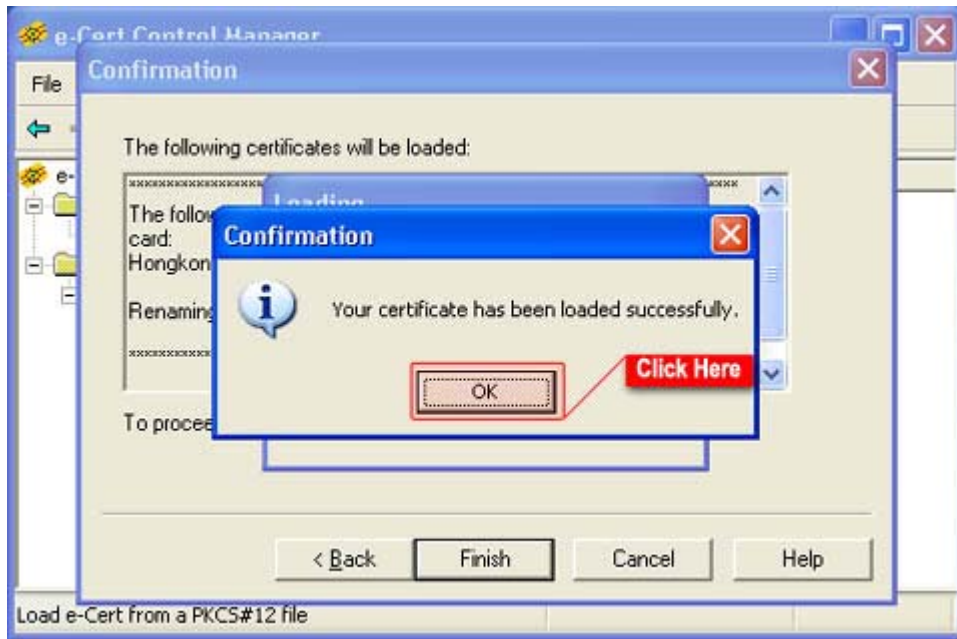 e-Cert Control Manager
Confirmation
File
The following certificates will be loaded:
e-
Loading
The follow
card:
Hongkon
Renaming
Confirmation
Your certificate has been loaded successfully.
OK
Click Here
To procee
< Back
Finish
Cancel
Help
Load e-Cert from a PKCS#12 file